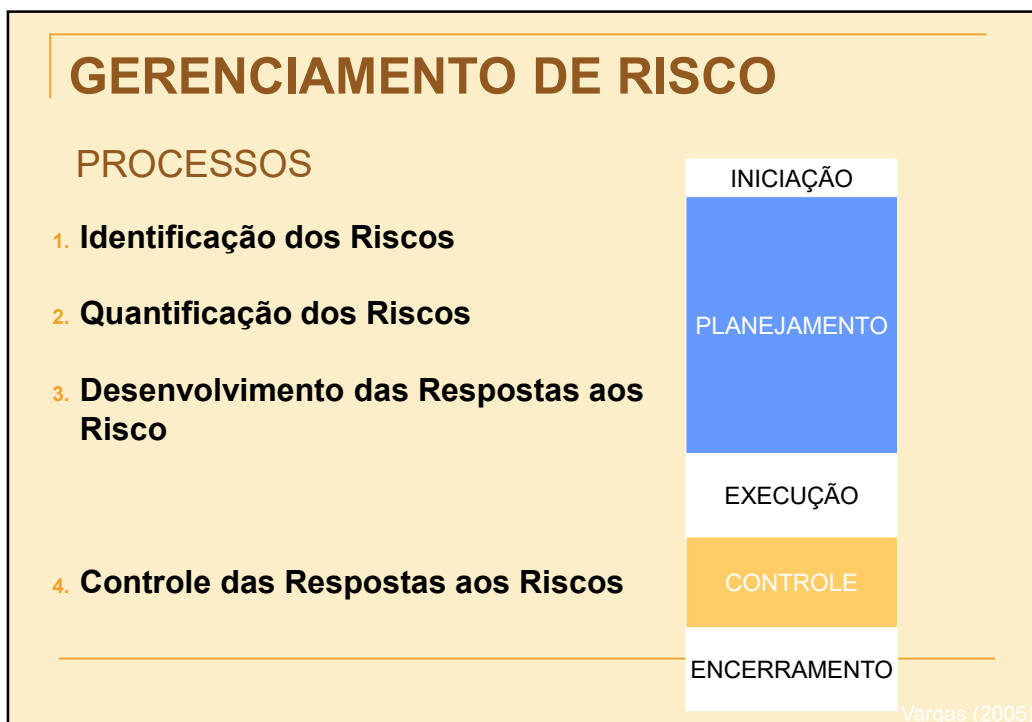 GERENCIAMENTO DE RISCO
PROCESSOS
1. Identificação dos Riscos
2. Quantificação dos Riscos
3. Desenvolvimento das Respostas aos
Risco
4. Controle das Respostas aos Riscos
INICIAÇÃO
PLANEJAMENTO
EXECUÇÃO
CONTROLE
ENCERRAMENTO
Vargas (2005)